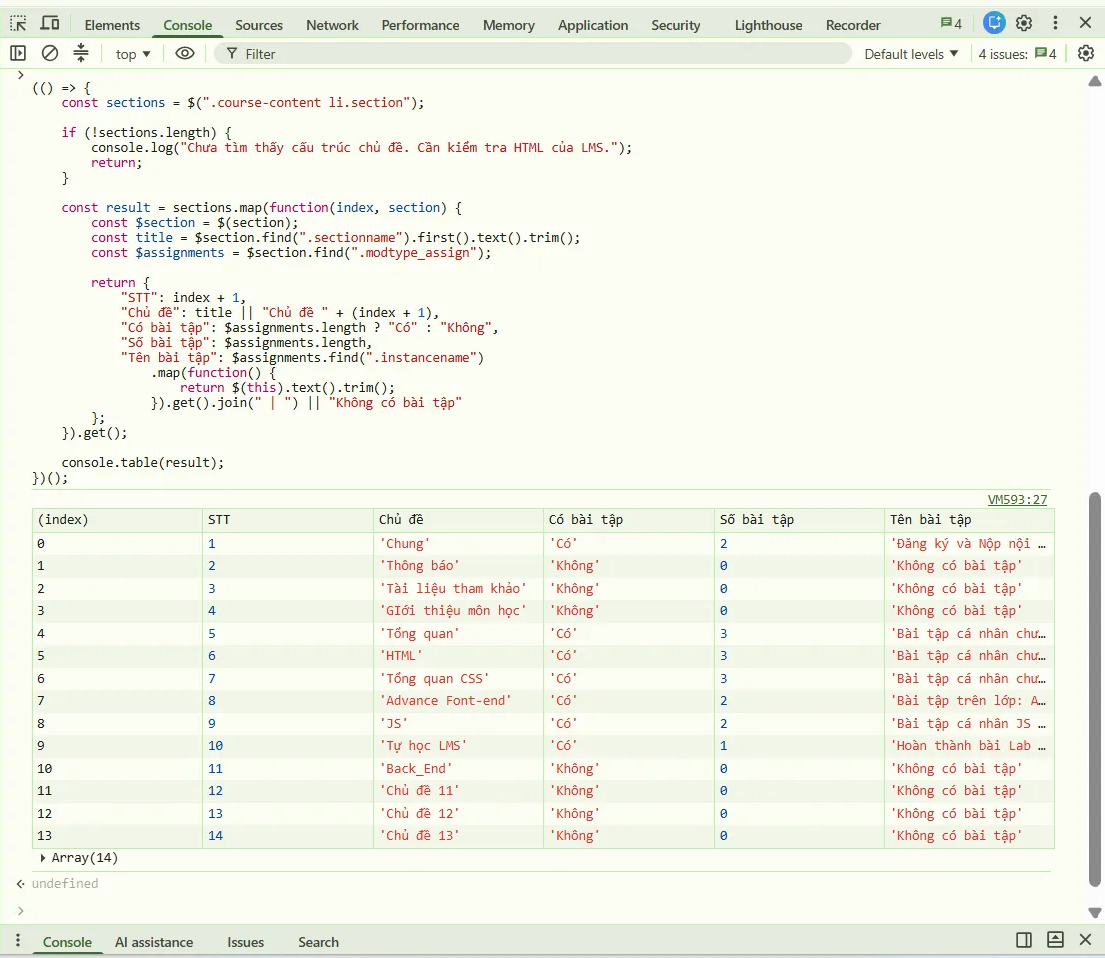 Elements Console Sources Network Performance Memory Application Security Lighthouse Recorder 4
top Filter Default levels 4 issues: 4
(() => {
    const sections = $(".course-content li.section");
    if (!sections.length) {
        console.log("Chưa tìm thấy cấu trúc chủ đề. Cần kiểm tra HTML của LMS.");
        return;
    }
    const result = sections.map(function(index, section) {
        const $section = $(section);
        const title = $section.find(".sectionname").first().text().trim();
        const $assignments = $section.find(".modtype_assign");
        return {
            "STT": index + 1,
            "Chủ đề": title || "Chủ đề " + (index + 1),
            "Có bài tập": $assignments.length ? "Có" : "Không",
            "Số bài tập": $assignments.length,
            "Tên bài tập": $assignments.find(".instancename")
                .map(function() {
                    return $(this).text().trim();
                }).get().join(" | ") || "Không có bài tập"
        };
    }).get();
    console.table(result);
})();
VM593:27
(index) STT Chủ đề Có bài tập Số bài tập Tên bài tập
0 1 'Chung' 'Có' 2 'Đăng ký và Nộp nội …
1 2 'Thông báo' 'Không' 0 'Không có bài tập'
2 3 'Tài liệu tham khảo' 'Không' 0 'Không có bài tập'
3 4 'GIới thiệu môn học' 'Không' 0 'Không có bài tập'
4 5 'Tổng quan' 'Có' 3 'Bài tập cá nhân chư…
5 6 'HTML' 'Có' 3 'Bài tập cá nhân chư…
6 7 'Tổng quan CSS' 'Có' 3 'Bài tập cá nhân chư…
7 8 'Advance Font-end' 'Có' 2 'Bài tập trên lớp: A…
8 9 'JS' 'Có' 2 'Bài tập cá nhân JS …
9 10 'Tự học LMS' 'Có' 1 'Hoàn thành bài Lab …
10 11 'Back_End' 'Không' 0 'Không có bài tập'
11 12 'Chủ đề 11' 'Không' 0 'Không có bài tập'
12 13 'Chủ đề 12' 'Không' 0 'Không có bài tập'
13 14 'Chủ đề 13' 'Không' 0 'Không có bài tập'
Array(14)
undefined
Console AI assistance Issues Search